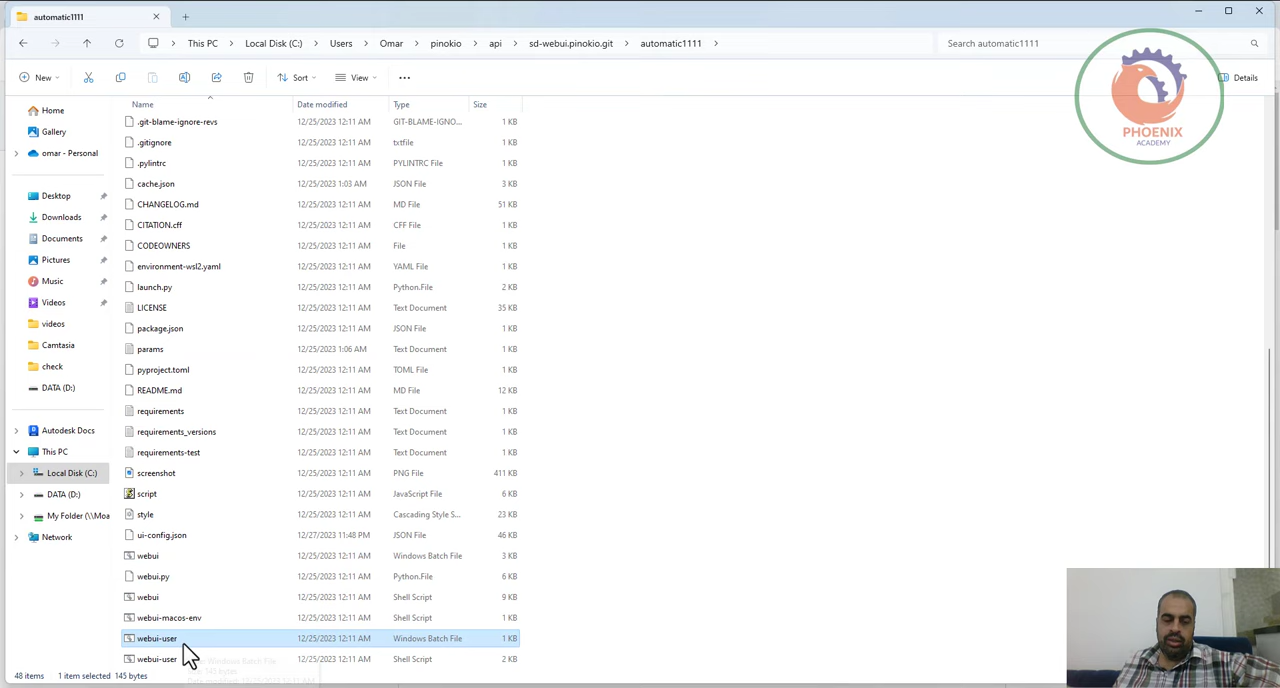 automatic1111
This PC
Local Disk (C:)
Users
Omar
pinokio
api
sd-webui.pinokio.git
automatic1111
Search automatic1111
New
Sort
View
Details
PHOENIX
ACADEMY
Home
Gallery
omar - Personal
Desktop
Downloads
Documents
Pictures
Music
Videos
videos
Camtasia
check
DATA (D:)
Autodesk Docs
This PC
Local Disk (C:)
DATA (D:)
My Folder (\\Moa
Network
Name Date modified Type Size
.git-blame-ignore-revs 12/25/2023 12:11 AM GIT-BLAME-IGNO... 1 KB
.gitignore 12/25/2023 12:11 AM txtfile 1 KB
.pylintrc 12/25/2023 12:11 AM PYLINTRC File 1 KB
cache.json 12/25/2023 1:03 AM JSON File 3 KB
CHANGELOG.md 12/25/2023 12:11 AM MD File 51 KB
CITATION.cff 12/25/2023 12:11 AM CFF File 1 KB
CODEOWNERS 12/25/2023 12:11 AM File 1 KB
environment-wsl2.yaml 12/25/2023 12:11 AM YAML File 1 KB
launch.py 12/25/2023 12:11 AM Python.File 2 KB
LICENSE 12/25/2023 12:11 AM Text Document 35 KB
package.json 12/25/2023 12:11 AM JSON File 1 KB
params 12/25/2023 1:06 AM Text Document 1 KB
pyproject.toml 12/25/2023 12:11 AM TOML File 1 KB
README.md 12/25/2023 12:11 AM MD File 12 KB
requirements 12/25/2023 12:11 AM Text Document 1 KB
requirements_versions 12/25/2023 12:11 AM Text Document 1 KB
requirements-test 12/25/2023 12:11 AM Text Document 1 KB
screenshot 12/25/2023 12:11 AM PNG File 411 KB
script 12/25/2023 12:11 AM JavaScript File 6 KB
style 12/25/2023 12:11 AM Cascading Style S... 23 KB
ui-config.json 12/27/2023 11:48 PM JSON File 46 KB
webui 12/25/2023 12:11 AM Windows Batch File 3 KB
webui.py 12/25/2023 12:11 AM Python.File 6 KB
webui 12/25/2023 12:11 AM Shell Script 9 KB
webui-macos-env 12/25/2023 12:11 AM Shell Script 1 KB
webui-user 12/25/2023 12:11 AM Windows Batch File 1 KB
webui-user 12/25/2023 12:11 AM Shell Script 2 KB
48 items 1 item selected 145 bytes